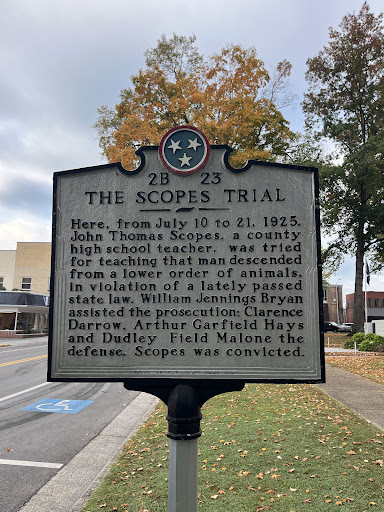 2B 23
THE SCOPES TRIAL
Here, from July 10 to 21, 1925,
John Thomas Scopes, a county
high school teacher, was tried
for teaching that man descended
from a lower order of animals,
in violation of a lately passed
state law. William Jennings Bryan
assisted the prosecution; Clarence
Darrow, Arthur Garfield Hays
and Dudley Field Malone the
defense. Scopes was convicted.